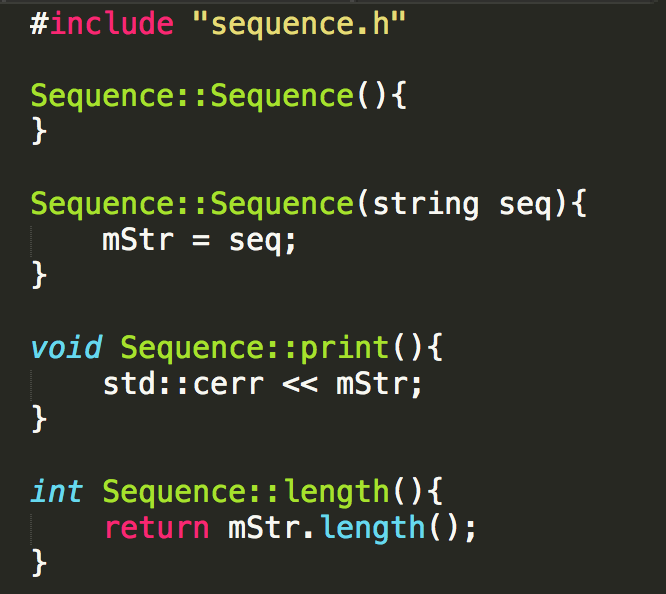 #include "sequence.h"
Sequence::Sequence(){
}
Sequence::Sequence(string seq){
    mStr = seq;
}
void Sequence::print(){
    std::cerr << mStr;
}
int Sequence::length(){
    return mStr.length();
}